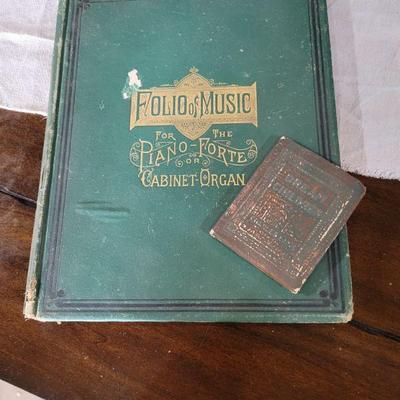 FOLIO OF MUSIC
FOR THE
PIANO-FORTE
OR
CABINET-ORGAN